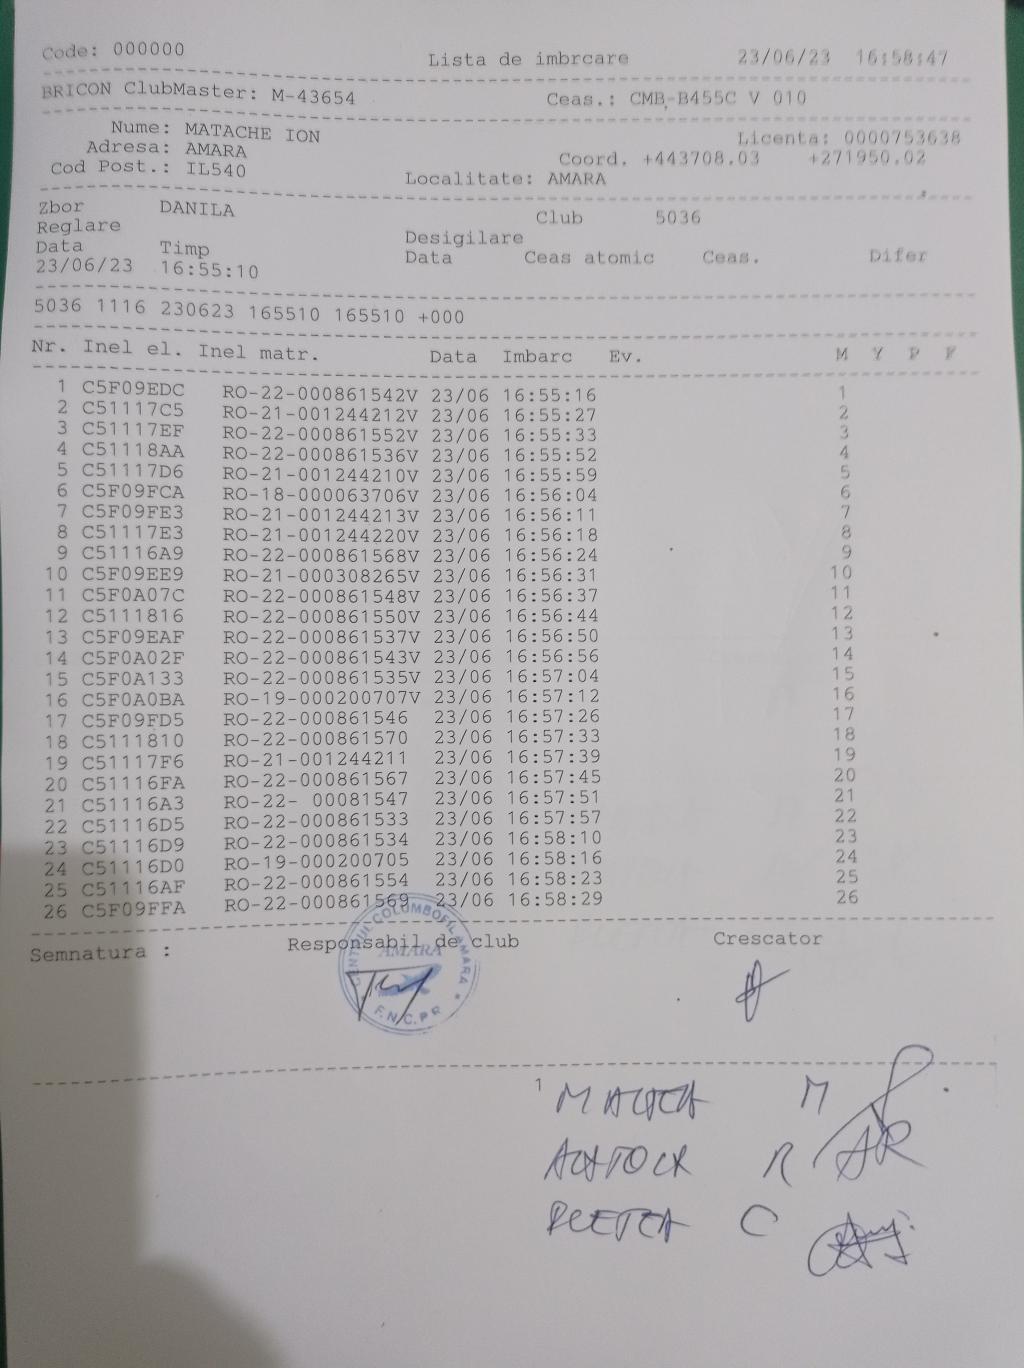 Code: 000000 Lista de imbrcare 23/06/23 16:58:47
BRICON ClubMaster: M-43654 Ceas.: CMB-B455C V 010
Nume: MATACHE ION Licenta: 0000753638
Adresa: AMARA Coord. +443708.03 +271950.02
Cod Post.: IL540 Localitate: AMARA
Zbor DANILA Club 5036
Reglare Desigilare
Data Timp Data Ceas atomic Ceas. Difer
23/06/23 16:55:10
5036 1116 230623 165510 165510 +000
Nr. Inel el. Inel matr. Data Imbarc Ev. M Y P F
1 C5F09EDC RO-22-000861542V 23/06 16:55:16 1
2 C51117C5 RO-21-001244212V 23/06 16:55:27 2
3 C51117EF RO-22-000861552V 23/06 16:55:33 3
4 C51118AA RO-22-000861536V 23/06 16:55:52 4
5 C51117D6 RO-21-001244210V 23/06 16:55:59 5
6 C5F09FCA RO-18-000063706V 23/06 16:56:04 6
7 C5F09FE3 RO-21-001244213V 23/06 16:56:11 7
8 C51117E3 RO-21-001244220V 23/06 16:56:18 8
9 C51116A9 RO-22-000861568V 23/06 16:56:24 9
10 C5F09EE9 RO-21-000308265V 23/06 16:56:31 10
11 C5F0A07C RO-22-000861548V 23/06 16:56:37 11
12 C5111816 RO-22-000861550V 23/06 16:56:44 12
13 C5F09EAF RO-22-000861537V 23/06 16:56:50 13
14 C5F0A02F RO-22-000861543V 23/06 16:56:56 14
15 C5F0A133 RO-22-000861535V 23/06 16:57:04 15
16 C5F0A0BA RO-19-000200707V 23/06 16:57:12 16
17 C5F09FD5 RO-22-000861546 23/06 16:57:26 17
18 C5111810 RO-22-000861570 23/06 16:57:33 18
19 C51117F6 RO-21-001244211 23/06 16:57:39 19
20 C51116FA RO-22-000861567 23/06 16:57:45 20
21 C51116A3 RO-22- 00081547 23/06 16:57:51 21
22 C51116D5 RO-22-000861533 23/06 16:57:57 22
23 C51116D9 RO-22-000861534 23/06 16:58:10 23
24 C51116D0 RO-19-000200705 23/06 16:58:16 24
25 C51116AF RO-22-000861554 23/06 16:58:23 25
26 C5F09FFA RO-22-000861569 23/06 16:58:29 26
Semnatura : Responsabil de club Crescator
COLUMBOFIL AMARA
AMARA
F.N.C.P.R
1
M
R
C